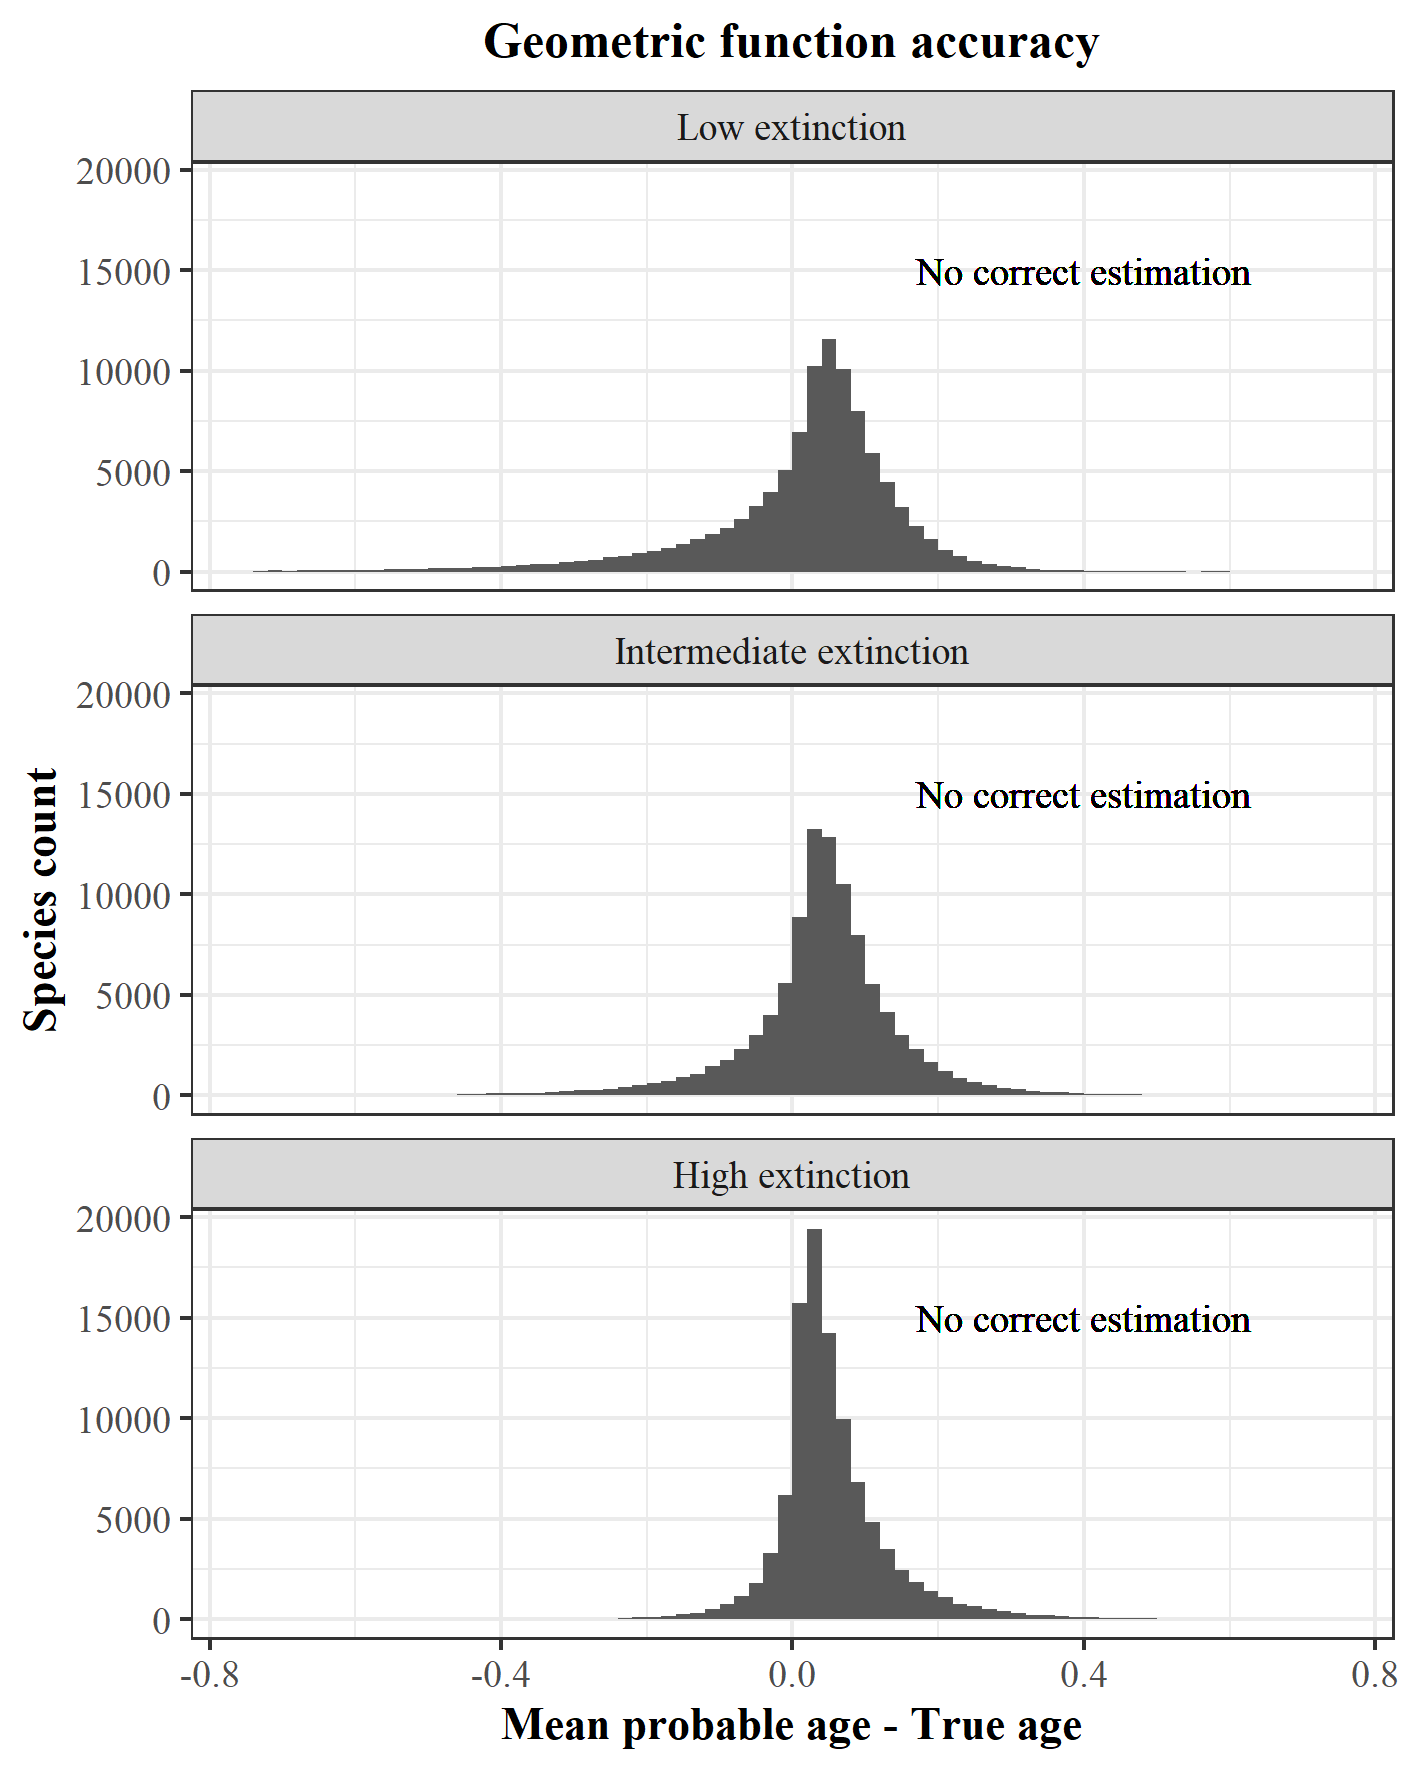 Geometric function accuracy
Low extinction
20000
15000
10000
5000
0
No correct estimation
Intermediate extinction
20000
15000
10000
5000
0
No correct estimation
High extinction
20000
15000
10000
5000
0
No correct estimation
-0.8
-0.4
0.0
0.4
0.8
Mean probable age - True age
Species count